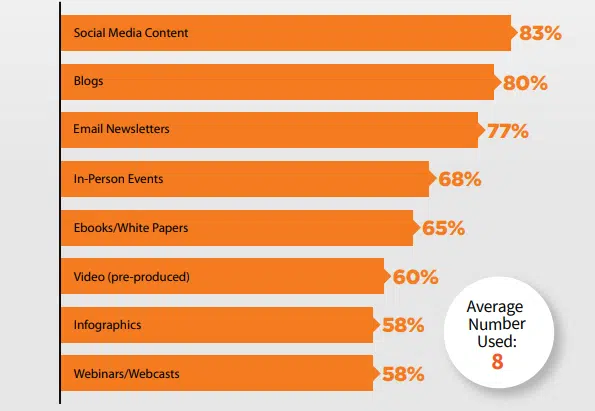 Social Media Content 83%
Blogs 80%
Email Newsletters 77%
In-Person Events 68%
Ebooks/White Papers 65%
Video (pre-produced) 60%
Infographics 58%
Webinars/Webcasts 58%
Average
Number
Used:
8